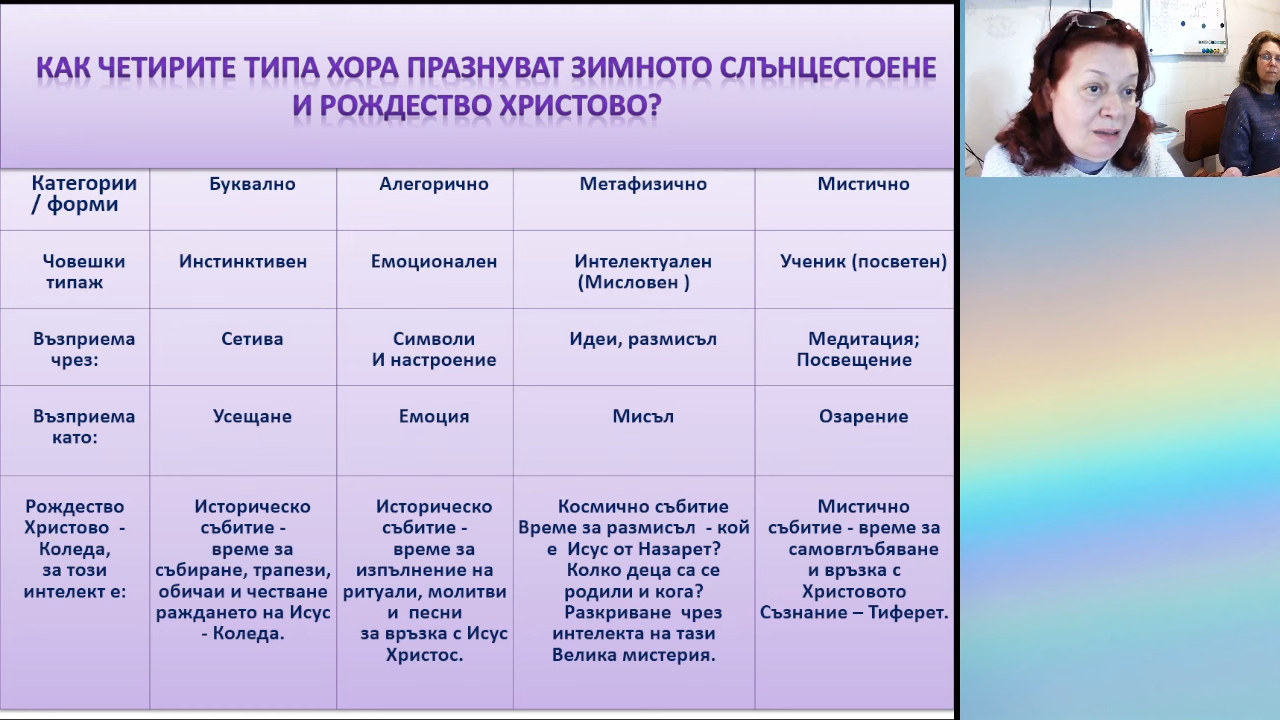 КАК ЧЕТИРИТЕ ТИПА ХОРА ПРАЗНУВАТ ЗИМНОТО СЛЪНЦЕСТОЕНЕ
И РОЖДЕСТВО ХРИСТОВО?
Категории
/ форми
Буквално
Алегорично
Метафизично
Мистично
Човешки
типаж
Инстинктивен
Емоционален
Интелектуален
(Мисловен )
Ученик (посветен)
Възприема
чрез:
Сетива
Символи
И настроение
Идеи, размисъл
Медитация;
Посвещение
Възприема
като:
Усещане
Емоция
Мисъл
Озарение
Рождество
Христово -
Коледа,
за този
интелект е:
Историческо
събитие -
време за
събиране, трапези,
обичаи и честване
раждането на Исус
- Коледа.
Историческо
събитие -
време за
изпълнение на
ритуали, молитви
и песни
за връзка с Исус
Христос.
Космично събитие
Време за размисъл - кой
е Исус от Назарет?
Колко деца са се
родили и кога?
Разкриване чрез
интелекта на тази
Велика мистерия.
Мистично
събитие - време за
самовглъбяване
и връзка с
Христовото
Съзнание – Тиферет.